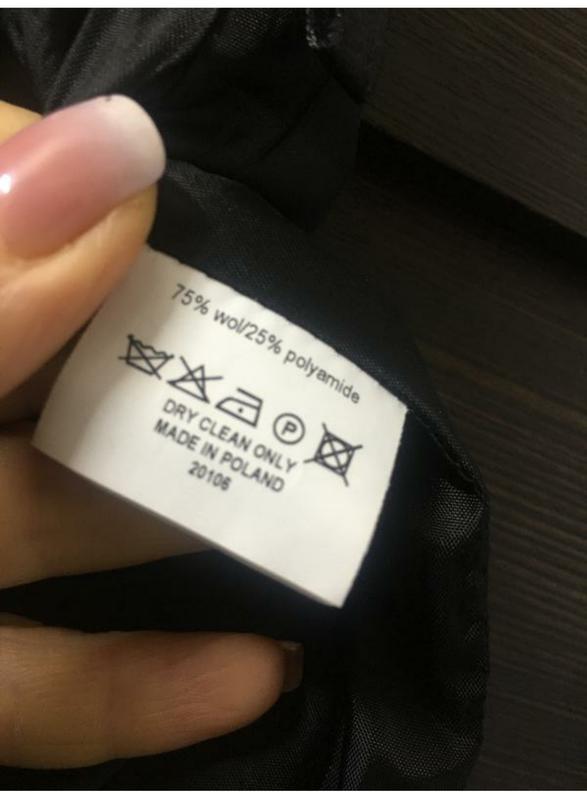 75% wol/25% polyamide
P
DRY CLEAN ONLY
MADE IN POLAND
20106